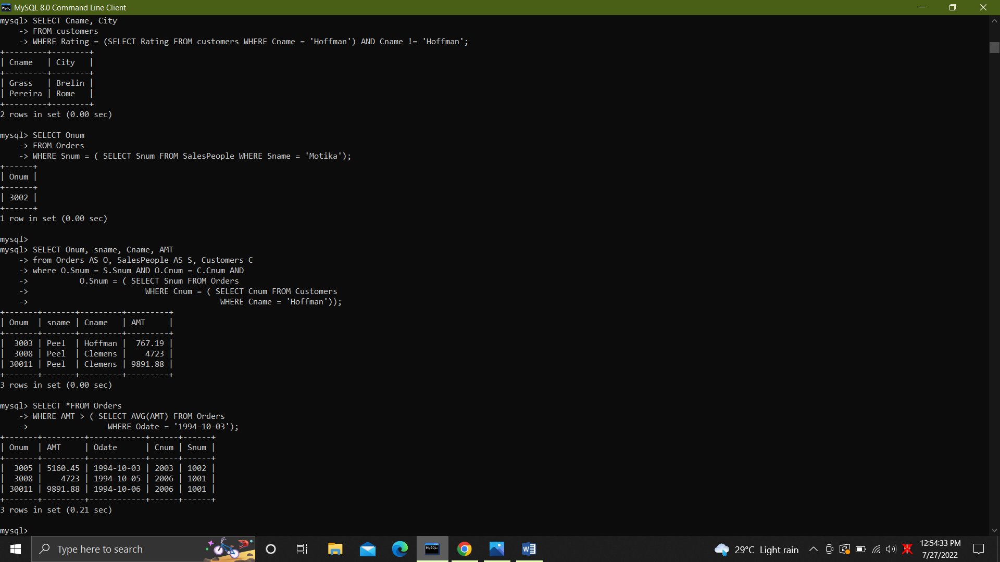 MySQL 8.0 Command Line Client
mysql> SELECT Cname, City
    -> FROM customers
    -> WHERE Rating = (SELECT Rating FROM customers WHERE Cname = 'Hoffman') AND Cname != 'Hoffman';
+---------+--------+
| Cname   | City   |
+---------+--------+
| Grass   | Brelin |
| Pereira | Rome   |
+---------+--------+
2 rows in set (0.00 sec)
mysql> SELECT Onum
    -> FROM Orders
    -> WHERE Snum = ( SELECT Snum FROM SalesPeople WHERE Sname = 'Motika');
+------+
| Onum |
+------+
| 3002 |
+------+
1 row in set (0.00 sec)
mysql>
mysql> SELECT Onum, sname, Cname, AMT
    -> from Orders AS O, SalesPeople AS S, Customers C
    -> where O.Snum = S.Snum AND O.Cnum = C.Cnum AND
    ->           O.Snum = ( SELECT Snum FROM Orders
    ->                         WHERE Cnum = ( SELECT Cnum FROM Customers
    ->                                         WHERE Cname = 'Hoffman'));
+-------+-------+---------+---------+
| Onum  | sname | Cname   | AMT     |
+-------+-------+---------+---------+
|  3003 | Peel  | Hoffman |  767.19 |
|  3008 | Peel  | Clemens |    4723 |
| 30011 | Peel  | Clemens | 9891.88 |
+-------+-------+---------+---------+
3 rows in set (0.00 sec)
mysql> SELECT *FROM Orders
    -> WHERE AMT > ( SELECT AVG(AMT) FROM Orders
    ->                 WHERE Odate = '1994-10-03');
+-------+---------+------------+------+------+
| Onum  | AMT     | Odate      | Cnum | Snum |
+-------+---------+------------+------+------+
|  3005 | 5160.45 | 1994-10-03 | 2003 | 1002 |
|  3008 |    4723 | 1994-10-05 | 2006 | 1001 |
| 30011 | 9891.88 | 1994-10-06 | 2006 | 1001 |
+-------+---------+------------+------+------+
3 rows in set (0.21 sec)
mysql>
Type here to search
29°C Light rain
12:54:33 PM
7/27/2022